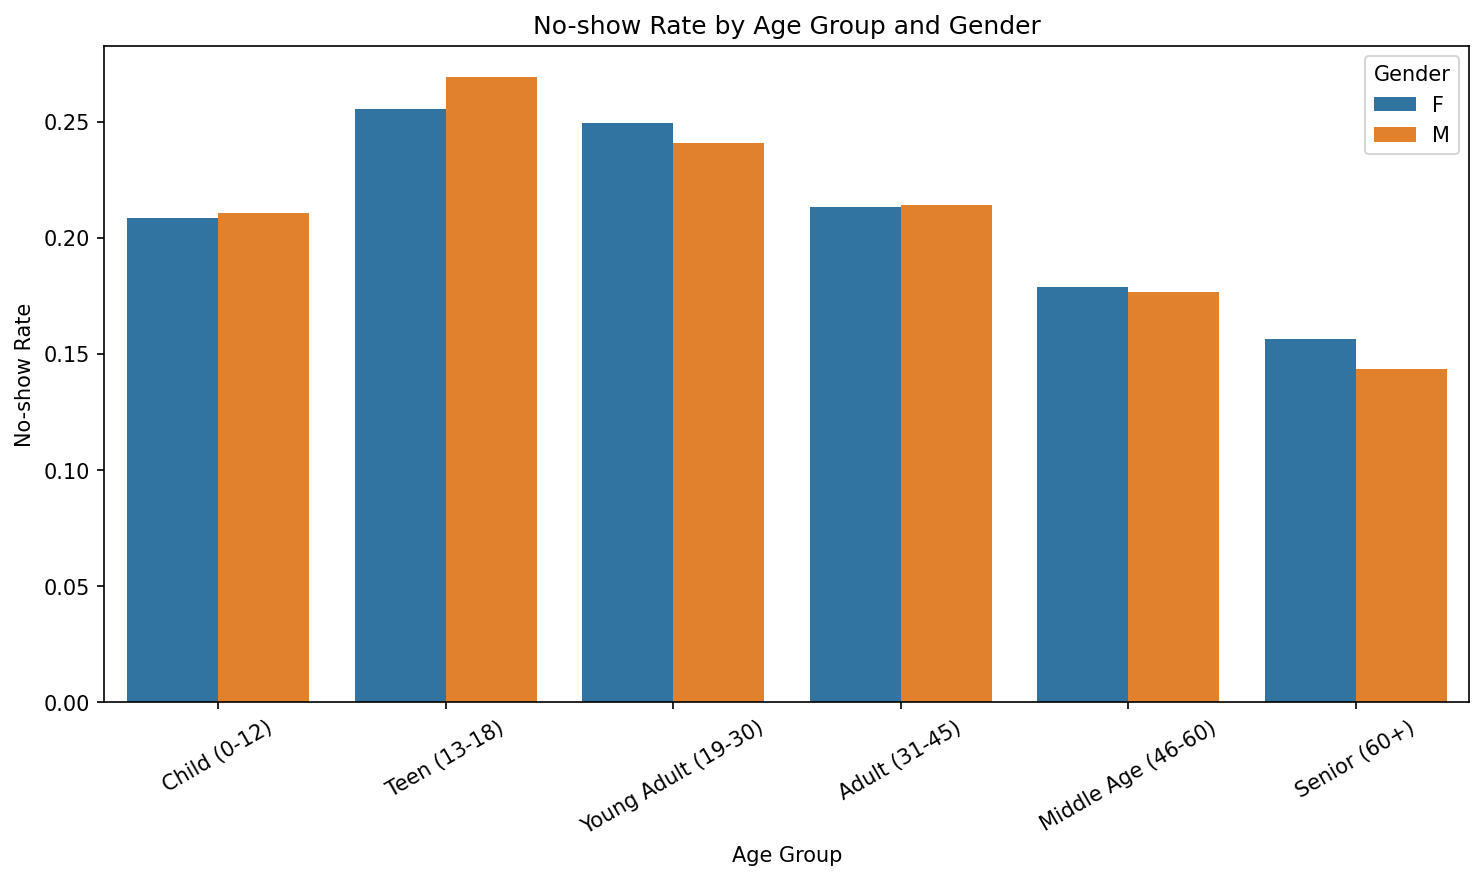 No-show Rate by Age Group and Gender
Gender
F
M
No-show Rate
0.25
0.20
0.15
0.10
0.05
0.00
Child (0-12)
Teen (13-18)
Young Adult (19-30)
Adult (31-45)
Middle Age (46-60)
Senior (60+)
Age Group